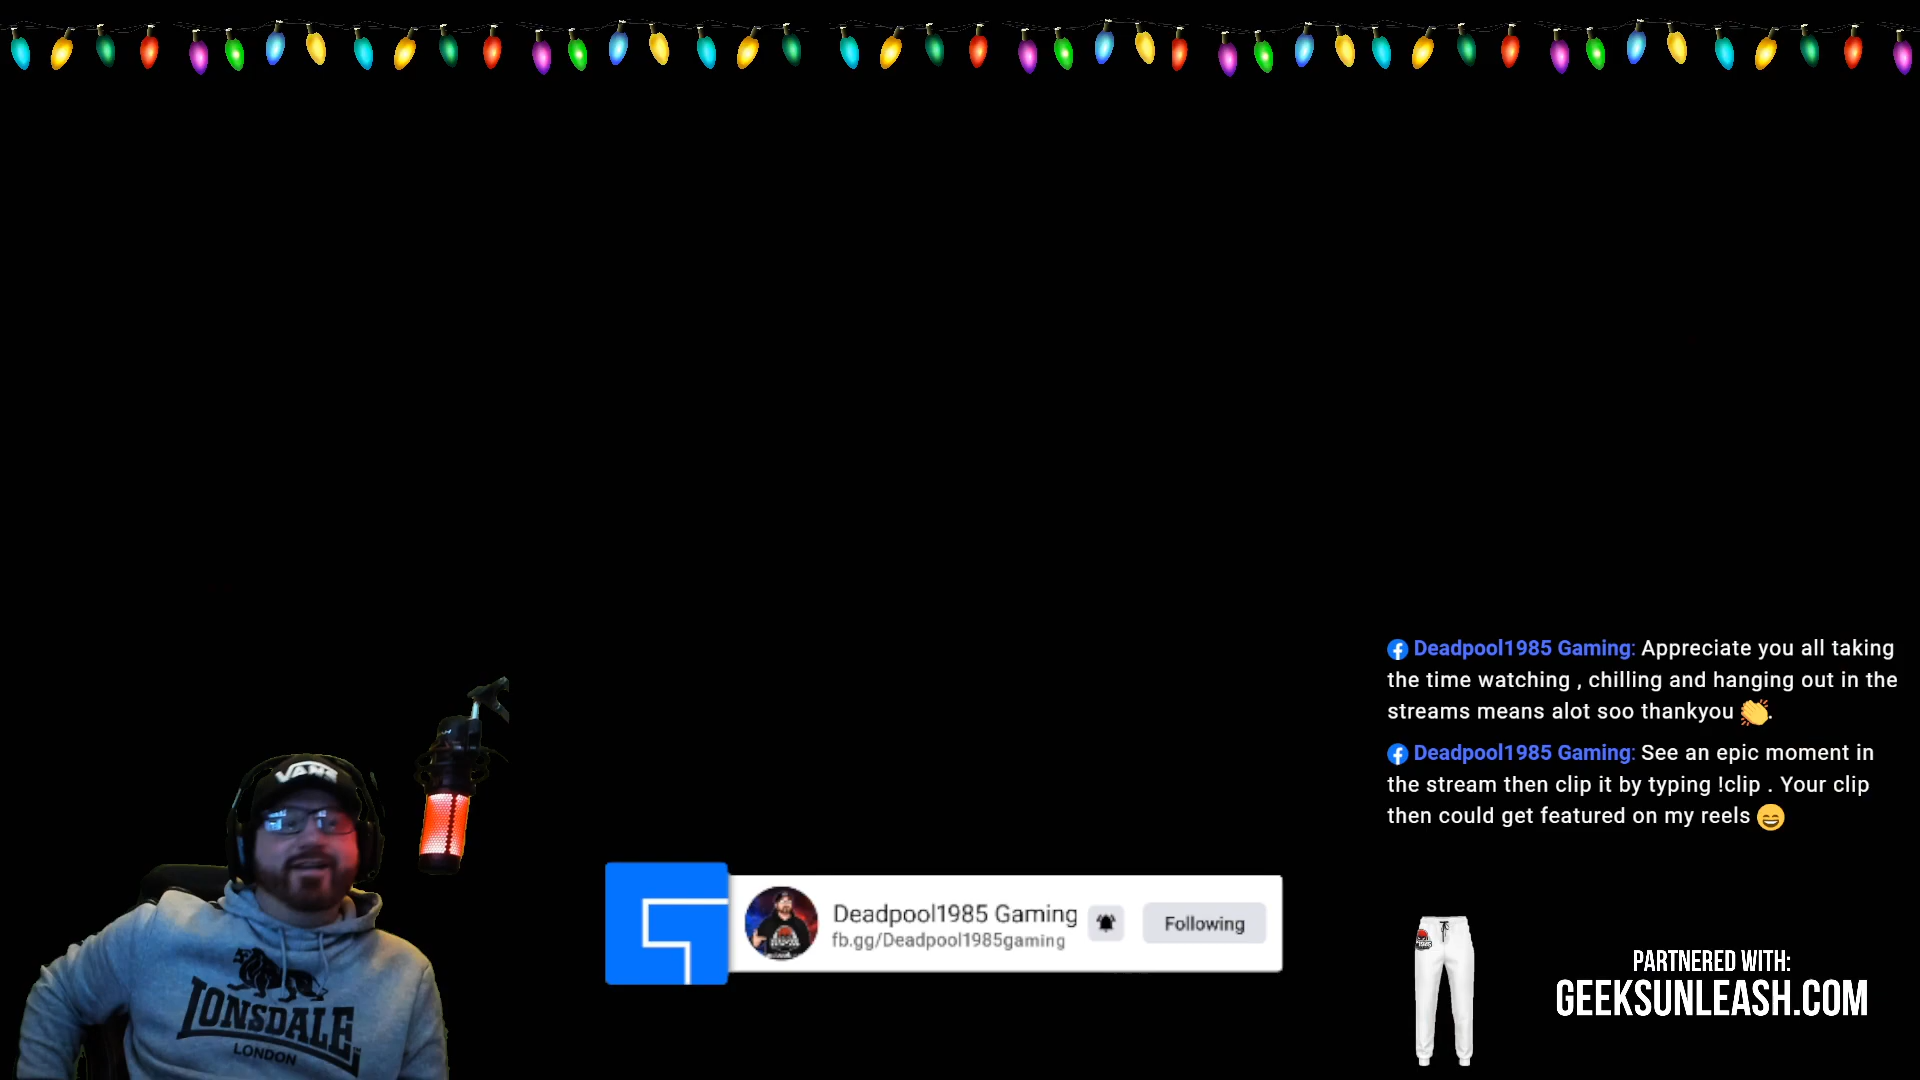 Deadpool1985 Gaming: Appreciate you all taking
the time watching , chilling and hanging out in the
streams means alot soo thankyou 👏.
Deadpool1985 Gaming: See an epic moment in
the stream then clip it by typing !clip . Your clip
then could get featured on my reels 😄
VANS
LONSDALE
LONDON
Deadpool1985 Gaming
fb.gg/Deadpool1985gaming
Following
PARTNERED WITH:
GEEKSUNLEASH.COM